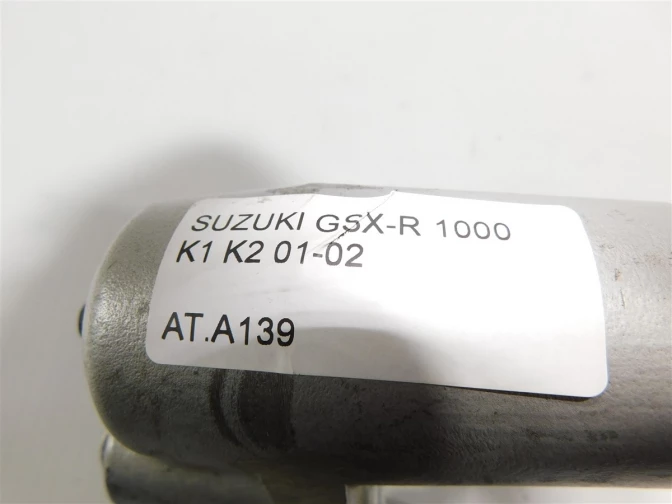 SUZUKI GSX-R 1000
K1 K2 01-02
AT.A139